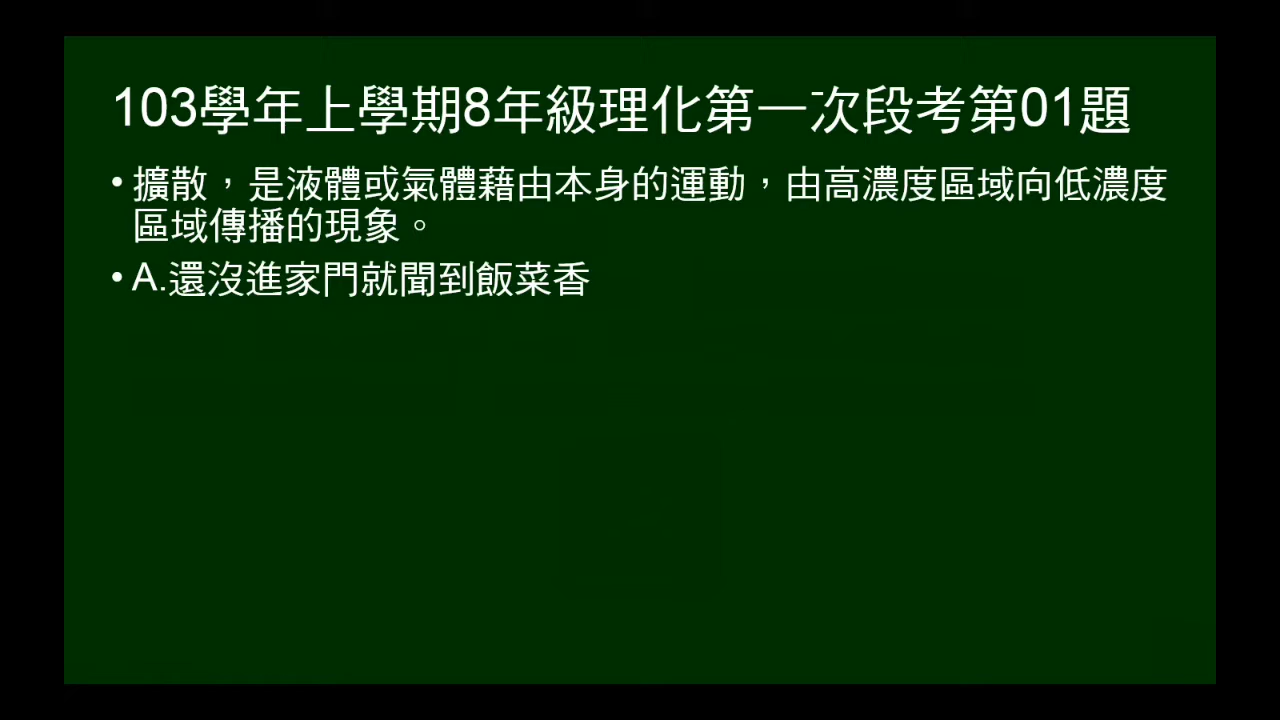 103學年上學期8年級理化第一次段考第01題
•擴散，是液體或氣體藉由本身的運動，由高濃度區域向低濃度
區域傳播的現象。
•A.還沒進家門就聞到飯菜香